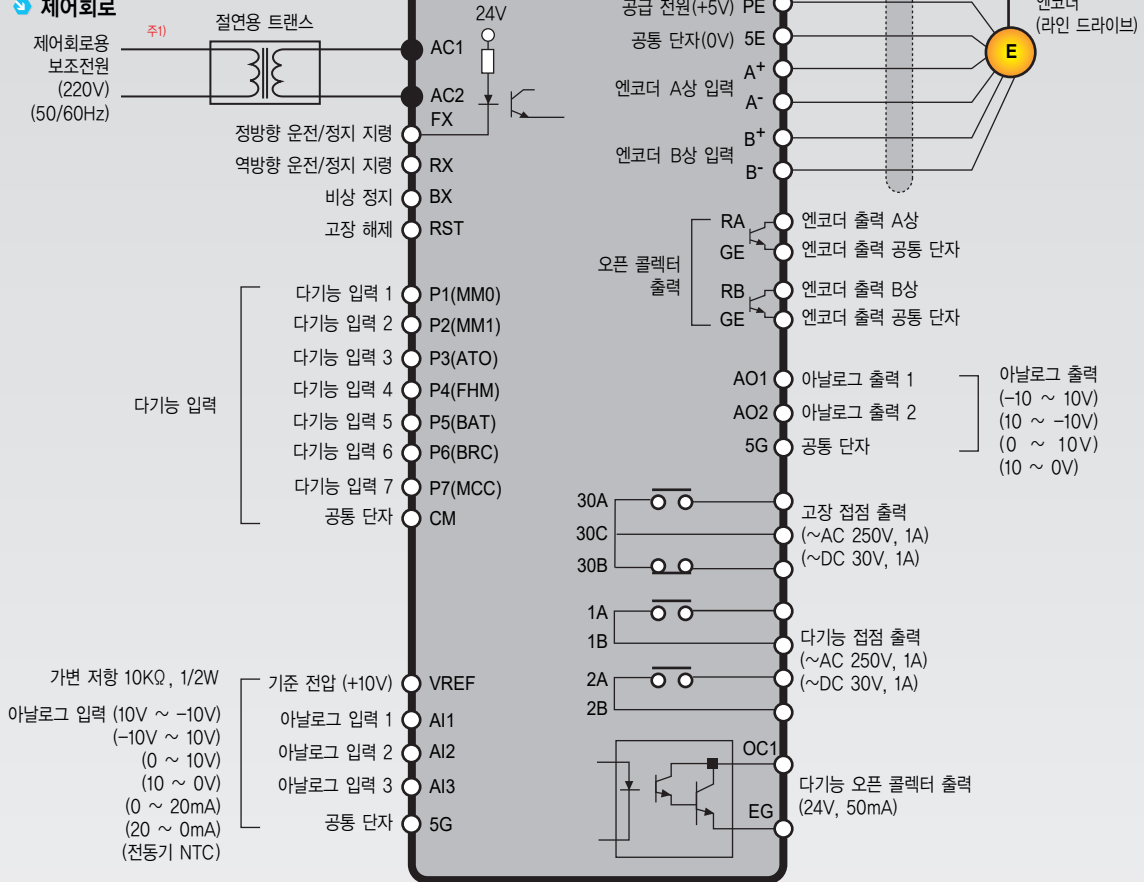 제어회로
주1)
절연용 트랜스
제어회로용
보조전원
(220V)
(50/60Hz)
24V
AC1
AC2
FX
정방향 운전/정지 지령
역방향 운전/정지 지령
RX
비상 정지
BX
고장 해제
RST
다기능 입력
다기능 입력 1
P1(MM0)
다기능 입력 2
P2(MM1)
다기능 입력 3
P3(ATO)
다기능 입력 4
P4(FHM)
다기능 입력 5
P5(BAT)
다기능 입력 6
P6(BRC)
다기능 입력 7
P7(MCC)
공통 단자
CM
가변 저항 10KΩ, 1/2W
기준 전압 (+10V)
VREF
아날로그 입력 (10V ~ -10V)
(-10V ~ 10V)
(0 ~ 10V)
(10 ~ 0V)
(0 ~ 20mA)
(20 ~ 0mA)
(전동기 NTC)
아날로그 입력 1
AI1
아날로그 입력 2
AI2
아날로그 입력 3
AI3
공통 단자
5G
공급 전원(+5V)
PE
공통 단자(0V)
5E
엔코더 A상 입력
A+
A-
엔코더 B상 입력
B+
B-
엔코더
(라인 드라이브)
E
오픈 콜렉터
출력
RA
엔코더 출력 A상
GE
엔코더 출력 공통 단자
RB
엔코더 출력 B상
GE
엔코더 출력 공통 단자
AO1
아날로그 출력 1
AO2
아날로그 출력 2
5G
공통 단자
아날로그 출력
(-10 ~ 10V)
(10 ~ -10V)
(0 ~ 10V)
(10 ~ 0V)
30A
30C
30B
고장 접점 출력
(~AC 250V, 1A)
(~DC 30V, 1A)
1A
1B
2A
2B
다기능 접점 출력
(~AC 250V, 1A)
(~DC 30V, 1A)
OC1
EG
다기능 오픈 콜렉터 출력
(24V, 50mA)